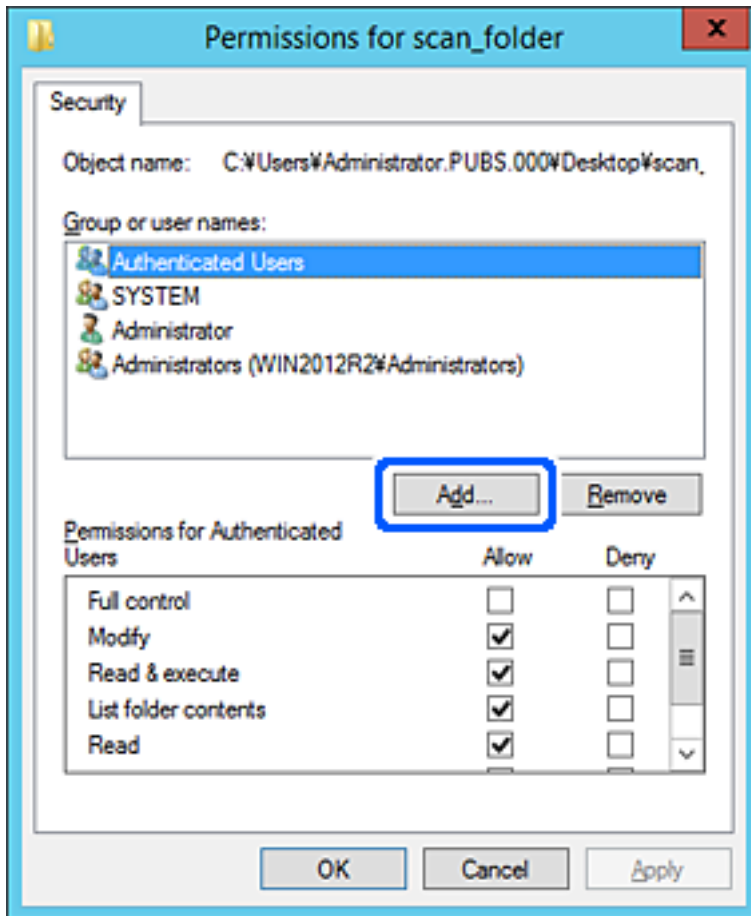 Permissions for scan_folder
x
Security
Object name: C:¥Users¥Administrator.PUBS.000¥Desktop¥scan_
Group or user names:
Authenticated Users
SYSTEM
Administrator
Administrators (WIN2012R2¥Administrators)
Add... Remove
Permissions for Authenticated
Users Allow Deny
Full control
Modify
Read & execute
List folder contents
Read
OK Cancel Apply